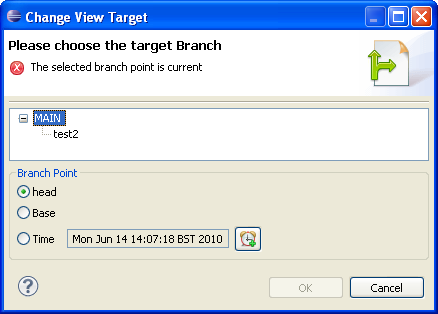 Change View Target
Please choose the target Branch
The selected branch point is current
MAIN
test2
Branch Point
head
Base
Time Mon Jun 14 14:07:18 BST 2010
OK Cancel